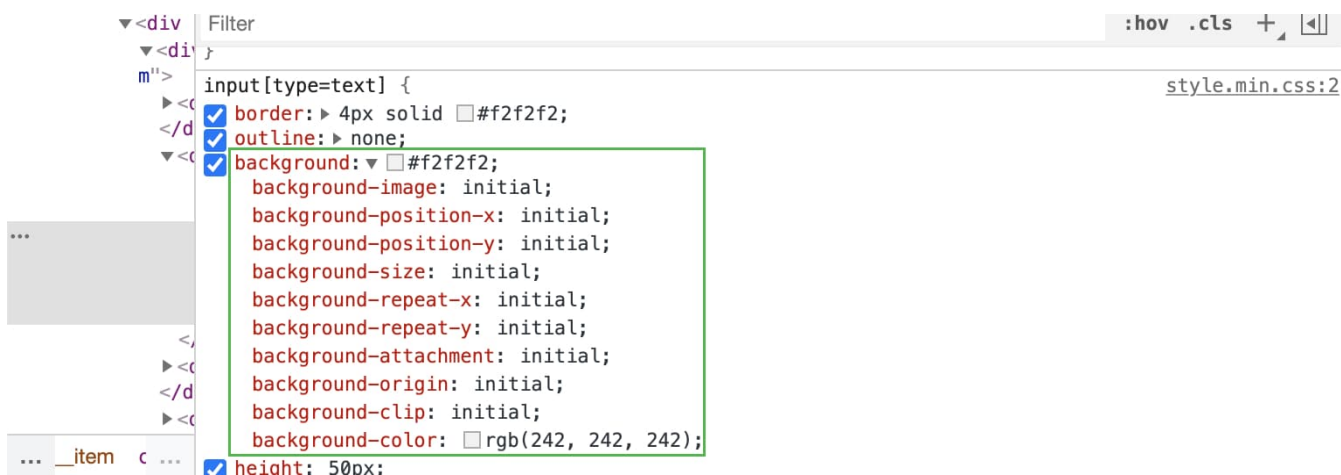 ▼<div
▼<di
m">
▶<d
</d
▼<d
...
</
▶<d
</d
▶<d
... __item c ...
Filter :hov .cls +
}
input[type=text] { style.min.css:2
border: ▶ 4px solid #f2f2f2;
outline: ▶ none;
background: ▼ #f2f2f2;
background-image: initial;
background-position-x: initial;
background-position-y: initial;
background-size: initial;
background-repeat-x: initial;
background-repeat-y: initial;
background-attachment: initial;
background-origin: initial;
background-clip: initial;
background-color: rgb(242, 242, 242);
height: 50px;